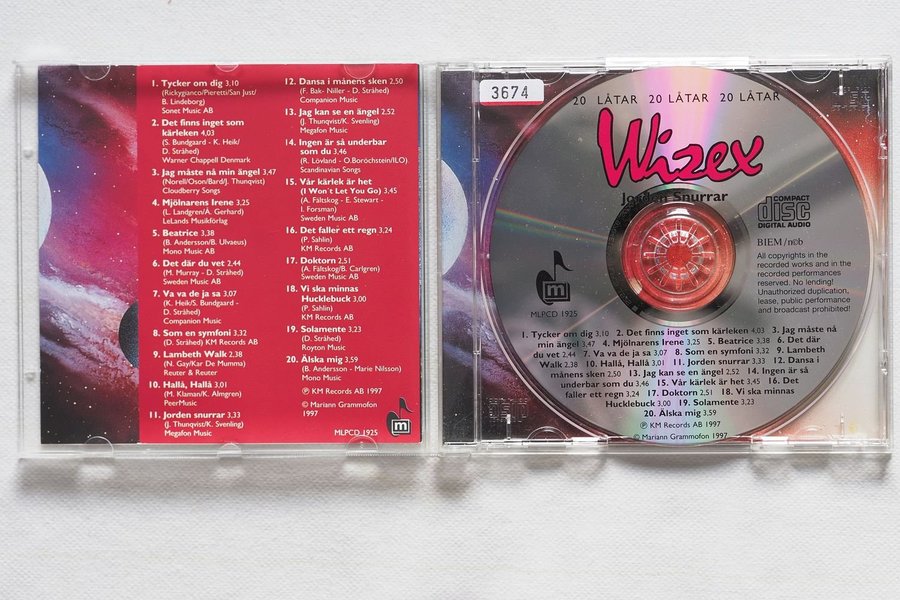 1. Tycker om dig 3,10
(Rickyganco/Pieretti/San Just/
B. Lindeborg)
Sonet Music AB
2. Det finns inget som
kärleken 4,03
(S. Bundgaard - K. Heik/
D. Stråhed)
Warner Chappell Denmark
3. Jag måste nå min ängel 3,47
(Norell/Oson/Bard/J. Thunqvist)
Cloudberry Songs
4. Mjölnarens Irene 3,25
(L. Landgren/Å. Gerhard)
LeLands Musikförlag
5. Beatrice 3,38
(B. Andersson/B. Ulvaeus)
Mono Music AB
6. Det där du vet 2,44
(M. Murray - D. Stråhed)
Sweden Music AB
7. Va va de ja sa 3,07
(K. Heik/S. Bundgaard -
D. Stråhed)
Companion Music
8. Som en symfoni 3,32
(D. Stråhed) KM Records AB
9. Lambeth Walk 2,38
(N. Gay/Kar De Mumma)
Reuter & Reuter
10. Hallå, Hallå 3,01
(M. Klaman/K. Almgren)
PeerMusic
11. Jorden snurrar 3,33
(J. Thunqvist/K. Svenling)
Megafon Music
12. Dansa i månens sken 2,50
(F. Bak- Niller - D. Stråhed)
Companion Music
13. Jag kan se en ängel 2,52
(J. Thunqvist/K. Svenling)
Megafon Music
14. Ingen är så underbar
som du 3,46
(R. Lövland - O.Boröchstein/ILO)
Scandinavian Songs
15. Vår kärlek är het
(I Won´t Let You Go) 3,45
(A. Fältskog - E. Stewart -
I. Forsman)
Sweden Music AB
16. Det faller ett regn 3,24
(P. Sahlin)
KM Records AB
17. Doktorn 2,51
(A. Fältskog/B. Carlgren)
Sweden Music AB
18. Vi ska minnas
Hucklebuck 3,00
(P. Sahlin)
KM Records AB
19. Solamente 3,23
(D. Stråhed)
Royton Music
20. Älska mig 3,59
(B. Andersson - Marie Nilsson)
Mono Music
Ⓟ KM Records AB 1997
© Mariann Grammofon
1997
m
MLPCD 1925
3674
20 LÅTAR 20 LÅTAR 20 LÅTAR
Wizex
Jorden Snurrar
COMPACT
disc
DIGITAL AUDIO
BIEM/ncb
All copyrights in the
recorded works and in the
recorded performances
reserved. No lending!
Unauthorized duplication,
lease, public performance
and broadcast prohibited!
m
MLPCD 1925
1. Tycker om dig 3,10 2. Det finns inget som kärleken 4,03 3. Jag måste nå
min ängel 3,47 4. Mjölnarens Irene 3,25 5. Beatrice 3,38 6. Det där
du vet 2,44 7. Va va de ja sa 3,07 8. Som en symfoni 3,32 9. Lambeth
Walk 2,38 10. Hallå, Hallå 3,01 11. Jorden snurrar 3,33 12. Dansa i
månens sken 2,50 13. Jag kan se en ängel 2,52 14. Ingen är så
underbar som du 3,46 15. Vår kärlek är het 3,45 16. Det
faller ett regn 3,24 17. Doktorn 2,51 18. Vi ska minnas
Hucklebuck 3,00 19. Solamente 3,23
20. Älska mig 3,59
Ⓟ KM Records AB 1997
© Mariann Grammofon 1997